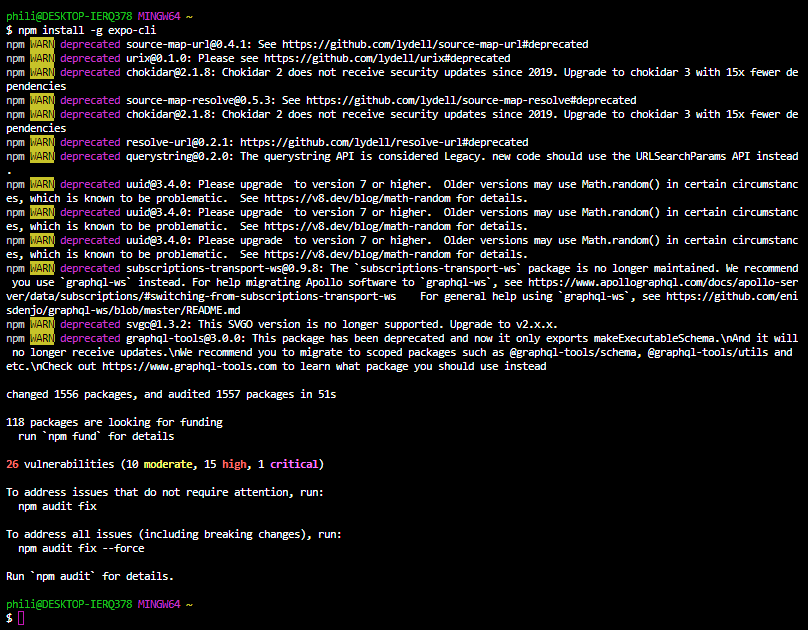 phili@DESKTOP-IERQ378 MINGW64 ~
$ npm install -g expo-cli
npm WARN deprecated source-map-url@0.4.1: See https://github.com/lydell/source-map-url#deprecated
npm WARN deprecated urix@0.1.0: Please see https://github.com/lydell/urix#deprecated
npm WARN deprecated chokidar@2.1.8: Chokidar 2 does not receive security updates since 2019. Upgrade to chokidar 3 with 15x fewer de
pendencies
npm WARN deprecated source-map-resolve@0.5.3: See https://github.com/lydell/source-map-resolve#deprecated
npm WARN deprecated chokidar@2.1.8: Chokidar 2 does not receive security updates since 2019. Upgrade to chokidar 3 with 15x fewer de
pendencies
npm WARN deprecated resolve-url@0.2.1: https://github.com/lydell/resolve-url#deprecated
npm WARN deprecated querystring@0.2.0: The querystring API is considered Legacy. new code should use the URLSearchParams API instead
.
npm WARN deprecated uuid@3.4.0: Please upgrade  to version 7 or higher.  Older versions may use Math.random() in certain circumstanc
es, which is known to be problematic.  See https://v8.dev/blog/math-random for details.
npm WARN deprecated uuid@3.4.0: Please upgrade  to version 7 or higher.  Older versions may use Math.random() in certain circumstanc
es, which is known to be problematic.  See https://v8.dev/blog/math-random for details.
npm WARN deprecated uuid@3.4.0: Please upgrade  to version 7 or higher.  Older versions may use Math.random() in certain circumstanc
es, which is known to be problematic.  See https://v8.dev/blog/math-random for details.
npm WARN deprecated subscriptions-transport-ws@0.9.8: The `subscriptions-transport-ws` package is no longer maintained. We recommend
 you use `graphql-ws` instead. For help migrating Apollo software to `graphql-ws`, see https://www.apollographql.com/docs/apollo-ser
ver/data/subscriptions/#switching-from-subscriptions-transport-ws    For general help using `graphql-ws`, see https://github.com/eni
sdenjo/graphql-ws/blob/master/README.md
npm WARN deprecated svgo@1.3.2: This SVGO version is no longer supported. Upgrade to v2.x.x.
npm WARN deprecated graphql-tools@3.0.0: This package has been deprecated and now it only exports makeExecutableSchema.\nAnd it will
 no longer receive updates.\nWe recommend you to migrate to scoped packages such as @graphql-tools/schema, @graphql-tools/utils and
etc.\nCheck out https://www.graphql-tools.com to learn what package you should use instead
changed 1556 packages, and audited 1557 packages in 51s
118 packages are looking for funding
  run `npm fund` for details
26 vulnerabilities (10 moderate, 15 high, 1 critical)
To address issues that do not require attention, run:
  npm audit fix
To address all issues (including breaking changes), run:
  npm audit fix --force
Run `npm audit` for details.
phili@DESKTOP-IERQ378 MINGW64 ~
$